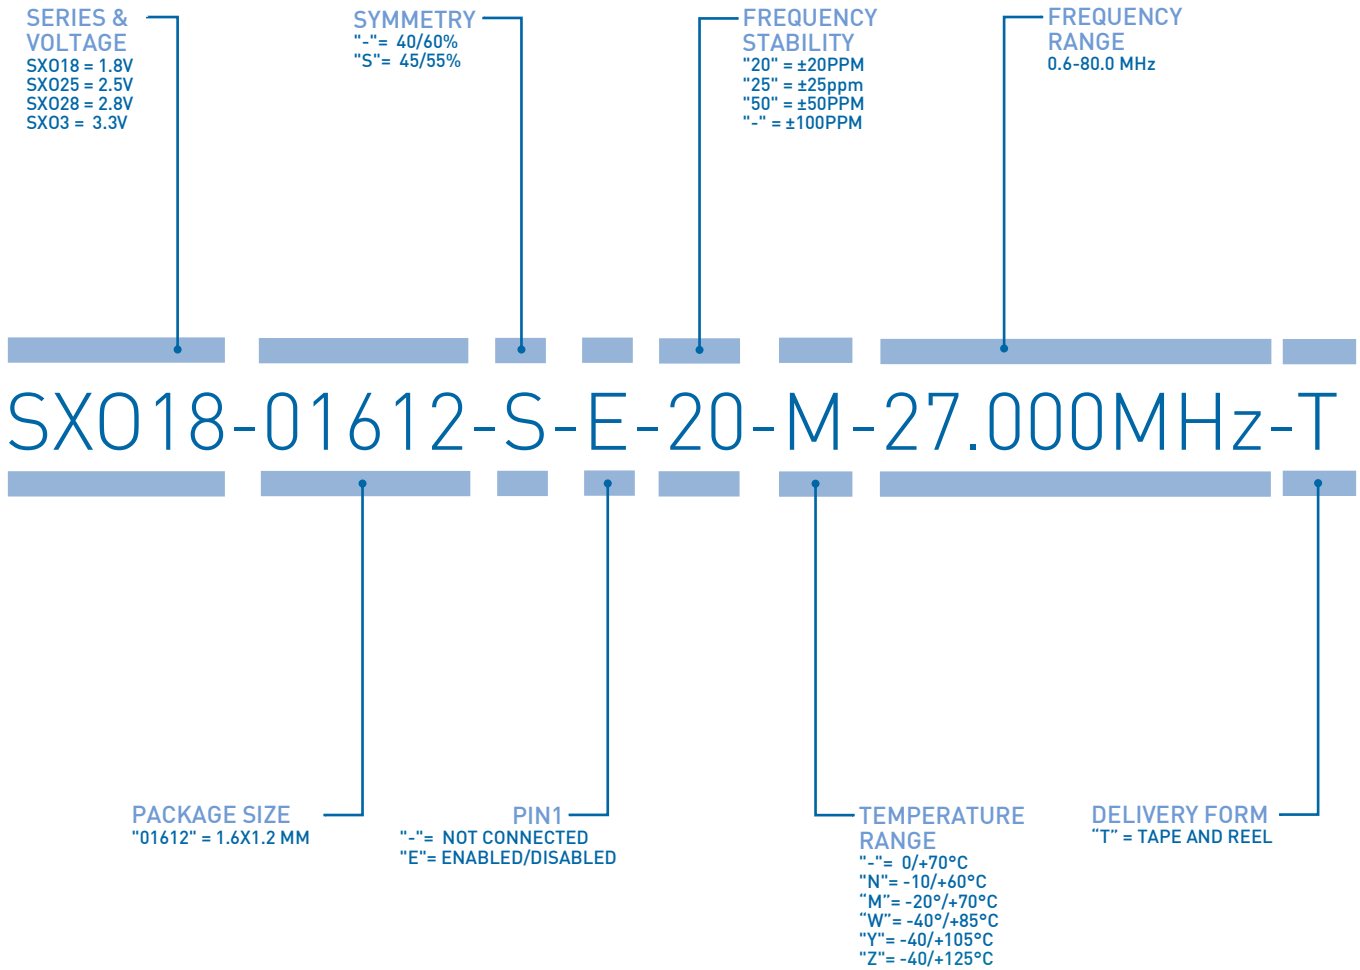 SERIES &
VOLTAGE
SXO18 = 1.8V
SXO25 = 2.5V
SXO28 = 2.8V
SXO3 =  3.3V
SYMMETRY
"-"=  40/60%
"S"=  45/55%
FREQUENCY
STABILITY
"20" = ±20PPM
"25" = ±25ppm
"50" = ±50PPM
"-" = ±100PPM
FREQUENCY
RANGE
0.6-80.0 MHz
SXO18-01612-S-E-20-M-27.000MHz-T
PACKAGE SIZE
"01612" = 1.6X1.2 MM
PIN1
"-"=  NOT CONNECTED
"E"= ENABLED/DISABLED
TEMPERATURE
RANGE
"-"=  0/+70°C
"N"= -10/+60°C
“M”= -20°/+70°C
“W”= -40°/+85°C
"Y"= -40/+105°C
"Z"= -40/+125°C
DELIVERY FORM
“T” = TAPE AND REEL